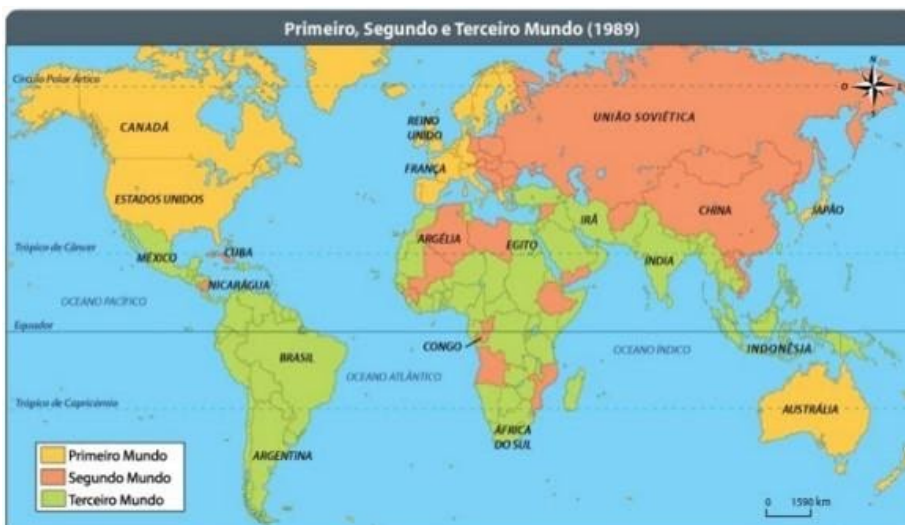 Primeiro, Segundo e Terceiro Mundo (1989)
Círculo Polar Ártico
N
O
L
S
CANADÁ
REINO
UNIDO
UNIÃO SOVIÉTICA
FRANÇA
ESTADOS UNIDOS
CHINA
JAPÃO
IRÃ
ARGÉLIA
EGITO
Trópico de Câncer
CUBA
MÉXICO
ÍNDIA
NICARÁGUA
OCEANO PACÍFICO
Equador
CONGO
OCEANO ÍNDICO
INDONÉSIA
BRASIL
OCEANO ATLÂNTICO
Trópico de Capricórnio
AUSTRÁLIA
ÁFRICA
DO SUL
ARGENTINA
Primeiro Mundo
Segundo Mundo
Terceiro Mundo
0 1590 km